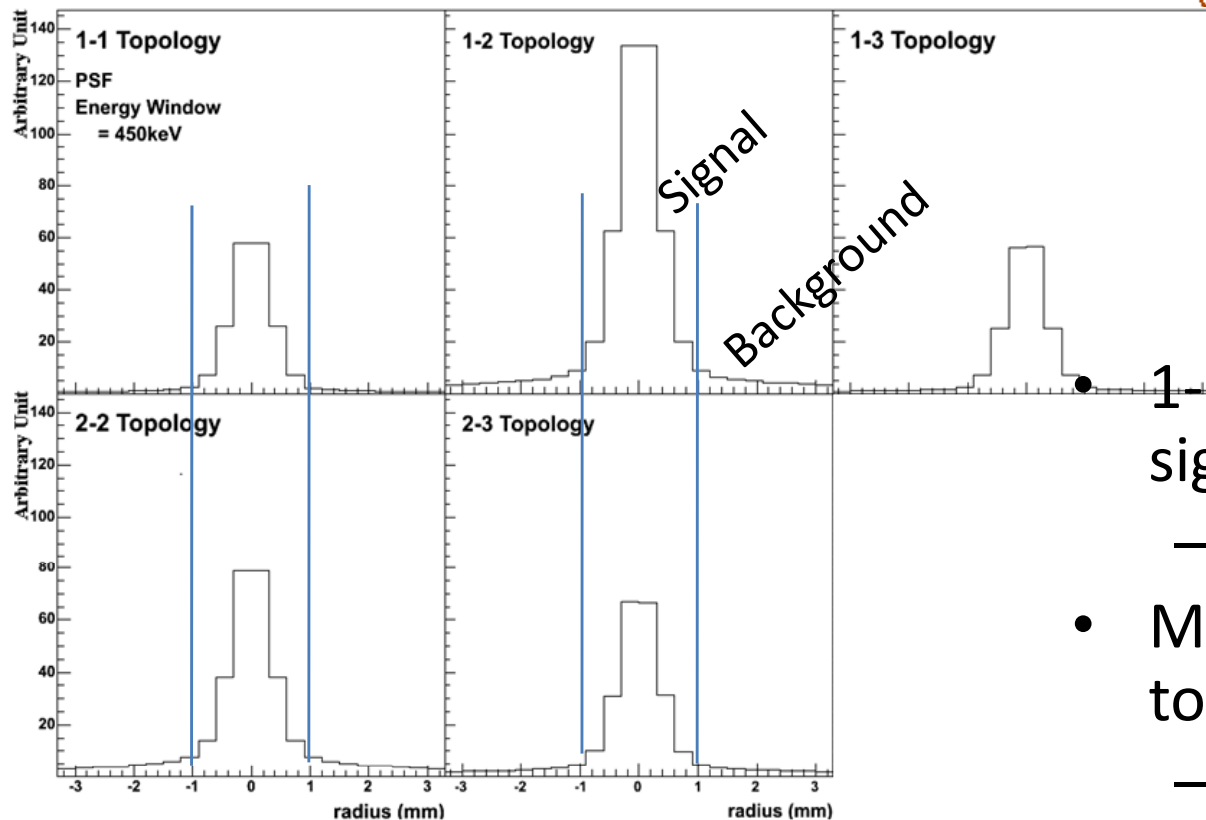 Arbitrary Unit
140
120
100
80
60
40
20
1-1 Topology
PSF
Energy Window
= 450keV
1-2 Topology
Signal
Background
1-3 Topology
Arbitrary Unit
140
120
100
80
60
40
20
2-2 Topology
2-3 Topology
-3 -2 -1 0 1 2 3
radius (mm)
-3 -2 -1 0 1 2 3
radius (mm)
• 1-
sig
–
• M
to
–